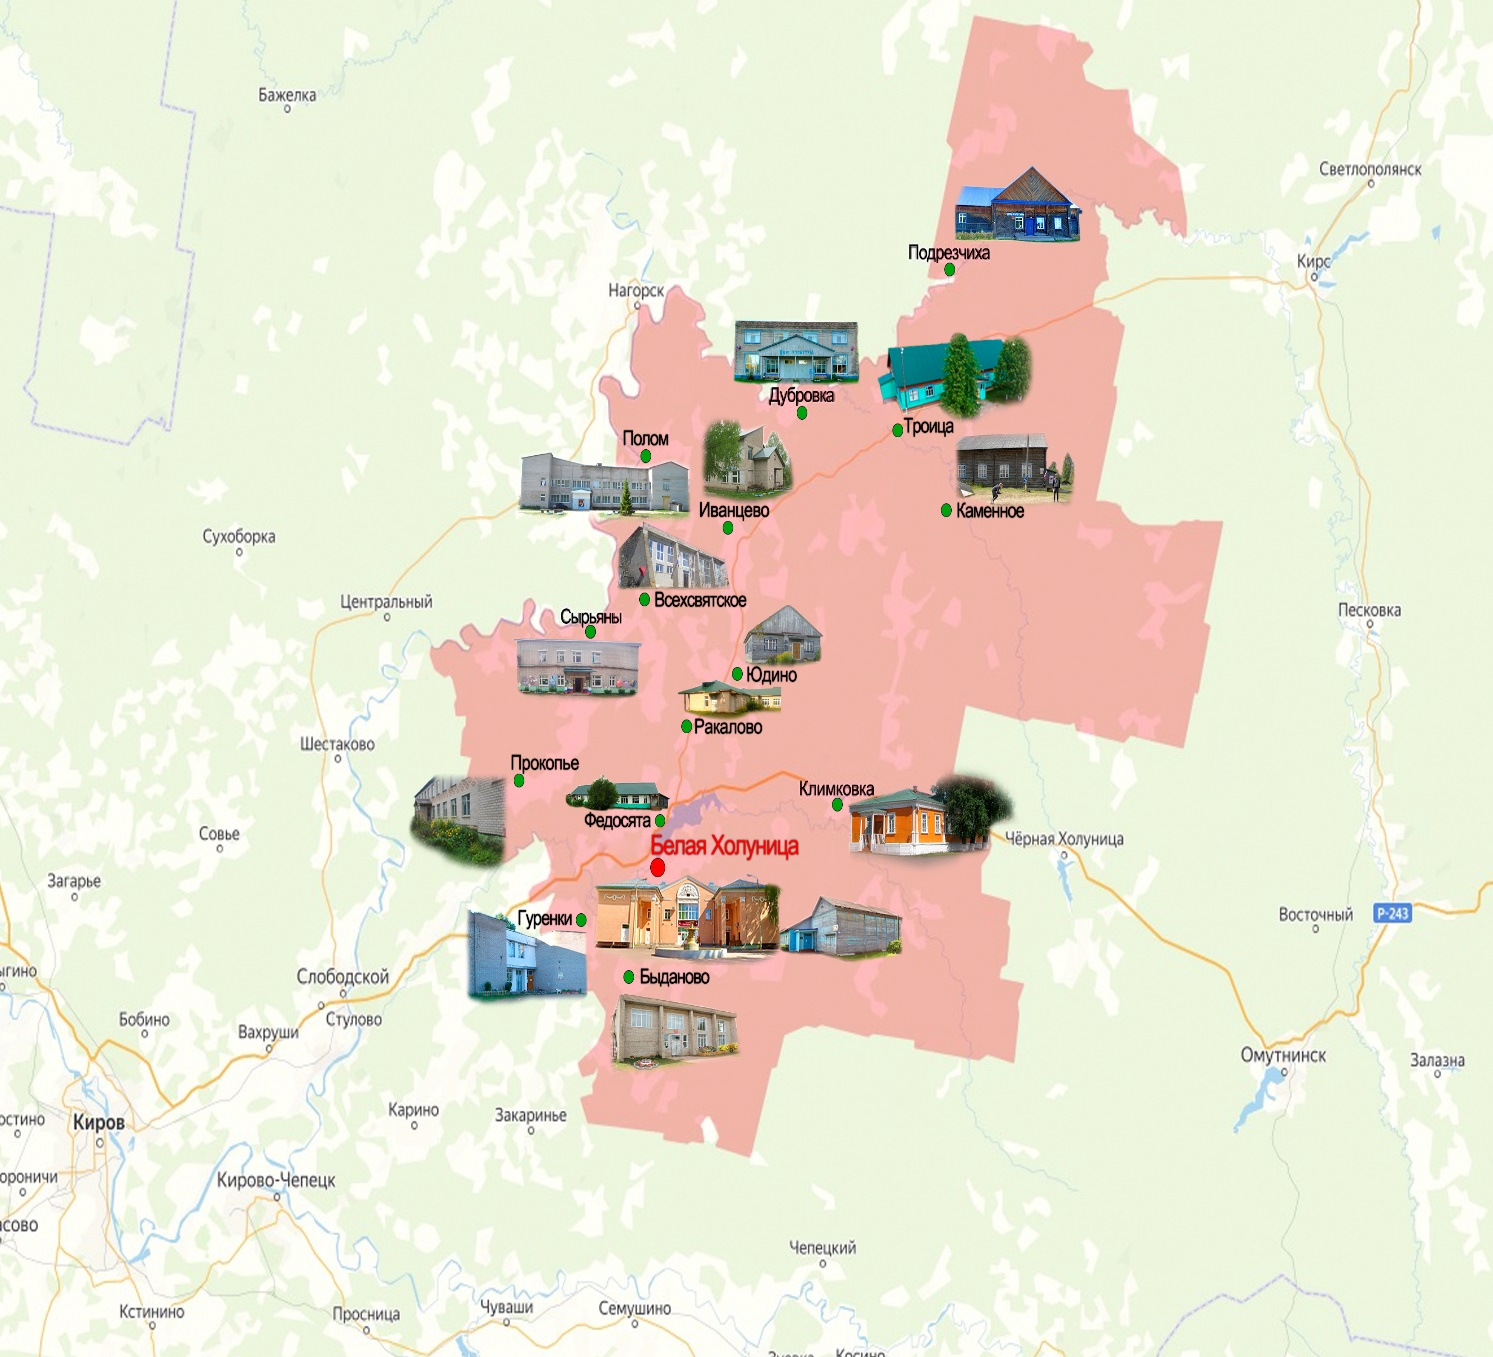 Бажелка
Светлополянск
Подрезчиха
Кирс
Нагорск
Дубровка
Троица
Полом
Иванцево
Каменное
Сухоборка
Центральный
Всехсвятское
Сырьяны
Песковка
Юдино
Ракалово
Шестаково
Прокопье
Климковка
Федосята
Совье
Белая Холуница
Чёрная Холуница
Загарье
Гуренки
Восточный
Р-243
Слободской
Быданово
Бобино
Вахруши
Стулово
Омутнинск
Залазна
Карино
Закаринье
Киров
Кирово-Чепецк
Чепецкий
Кстинино
Просница
Чуваши
Семушино
Косино